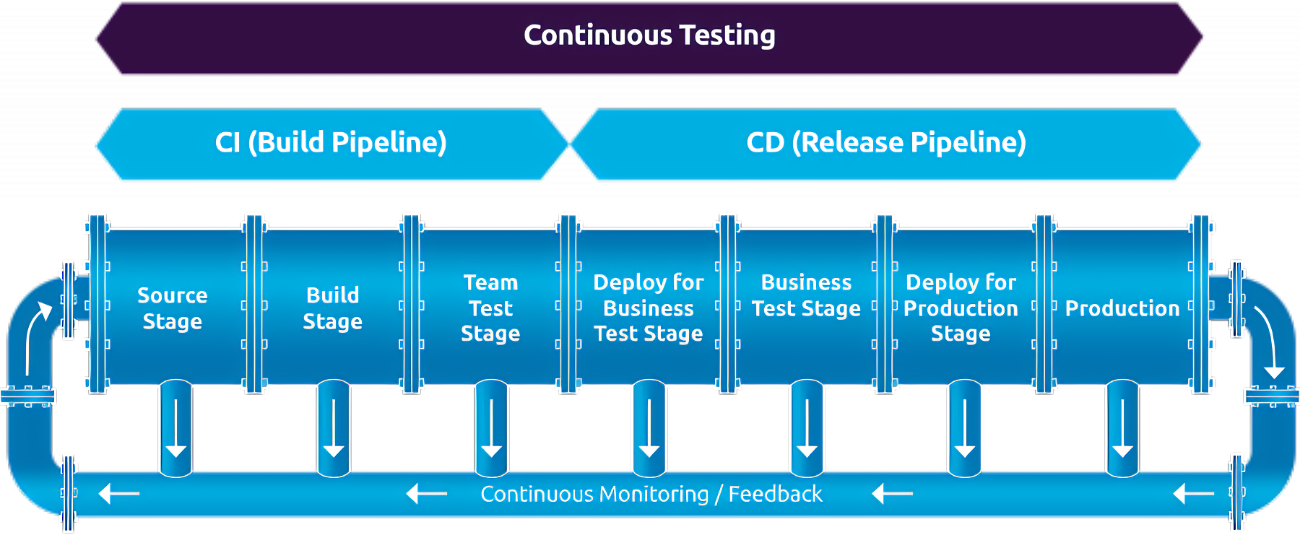 Continuous Testing
CI (Build Pipeline)
CD (Release Pipeline)
Source
Stage
Build
Stage
Team
Test
Stage
Deploy for
Business
Test Stage
Business
Test Stage
Deploy for
Production
Stage
Production
Continuous Monitoring / Feedback